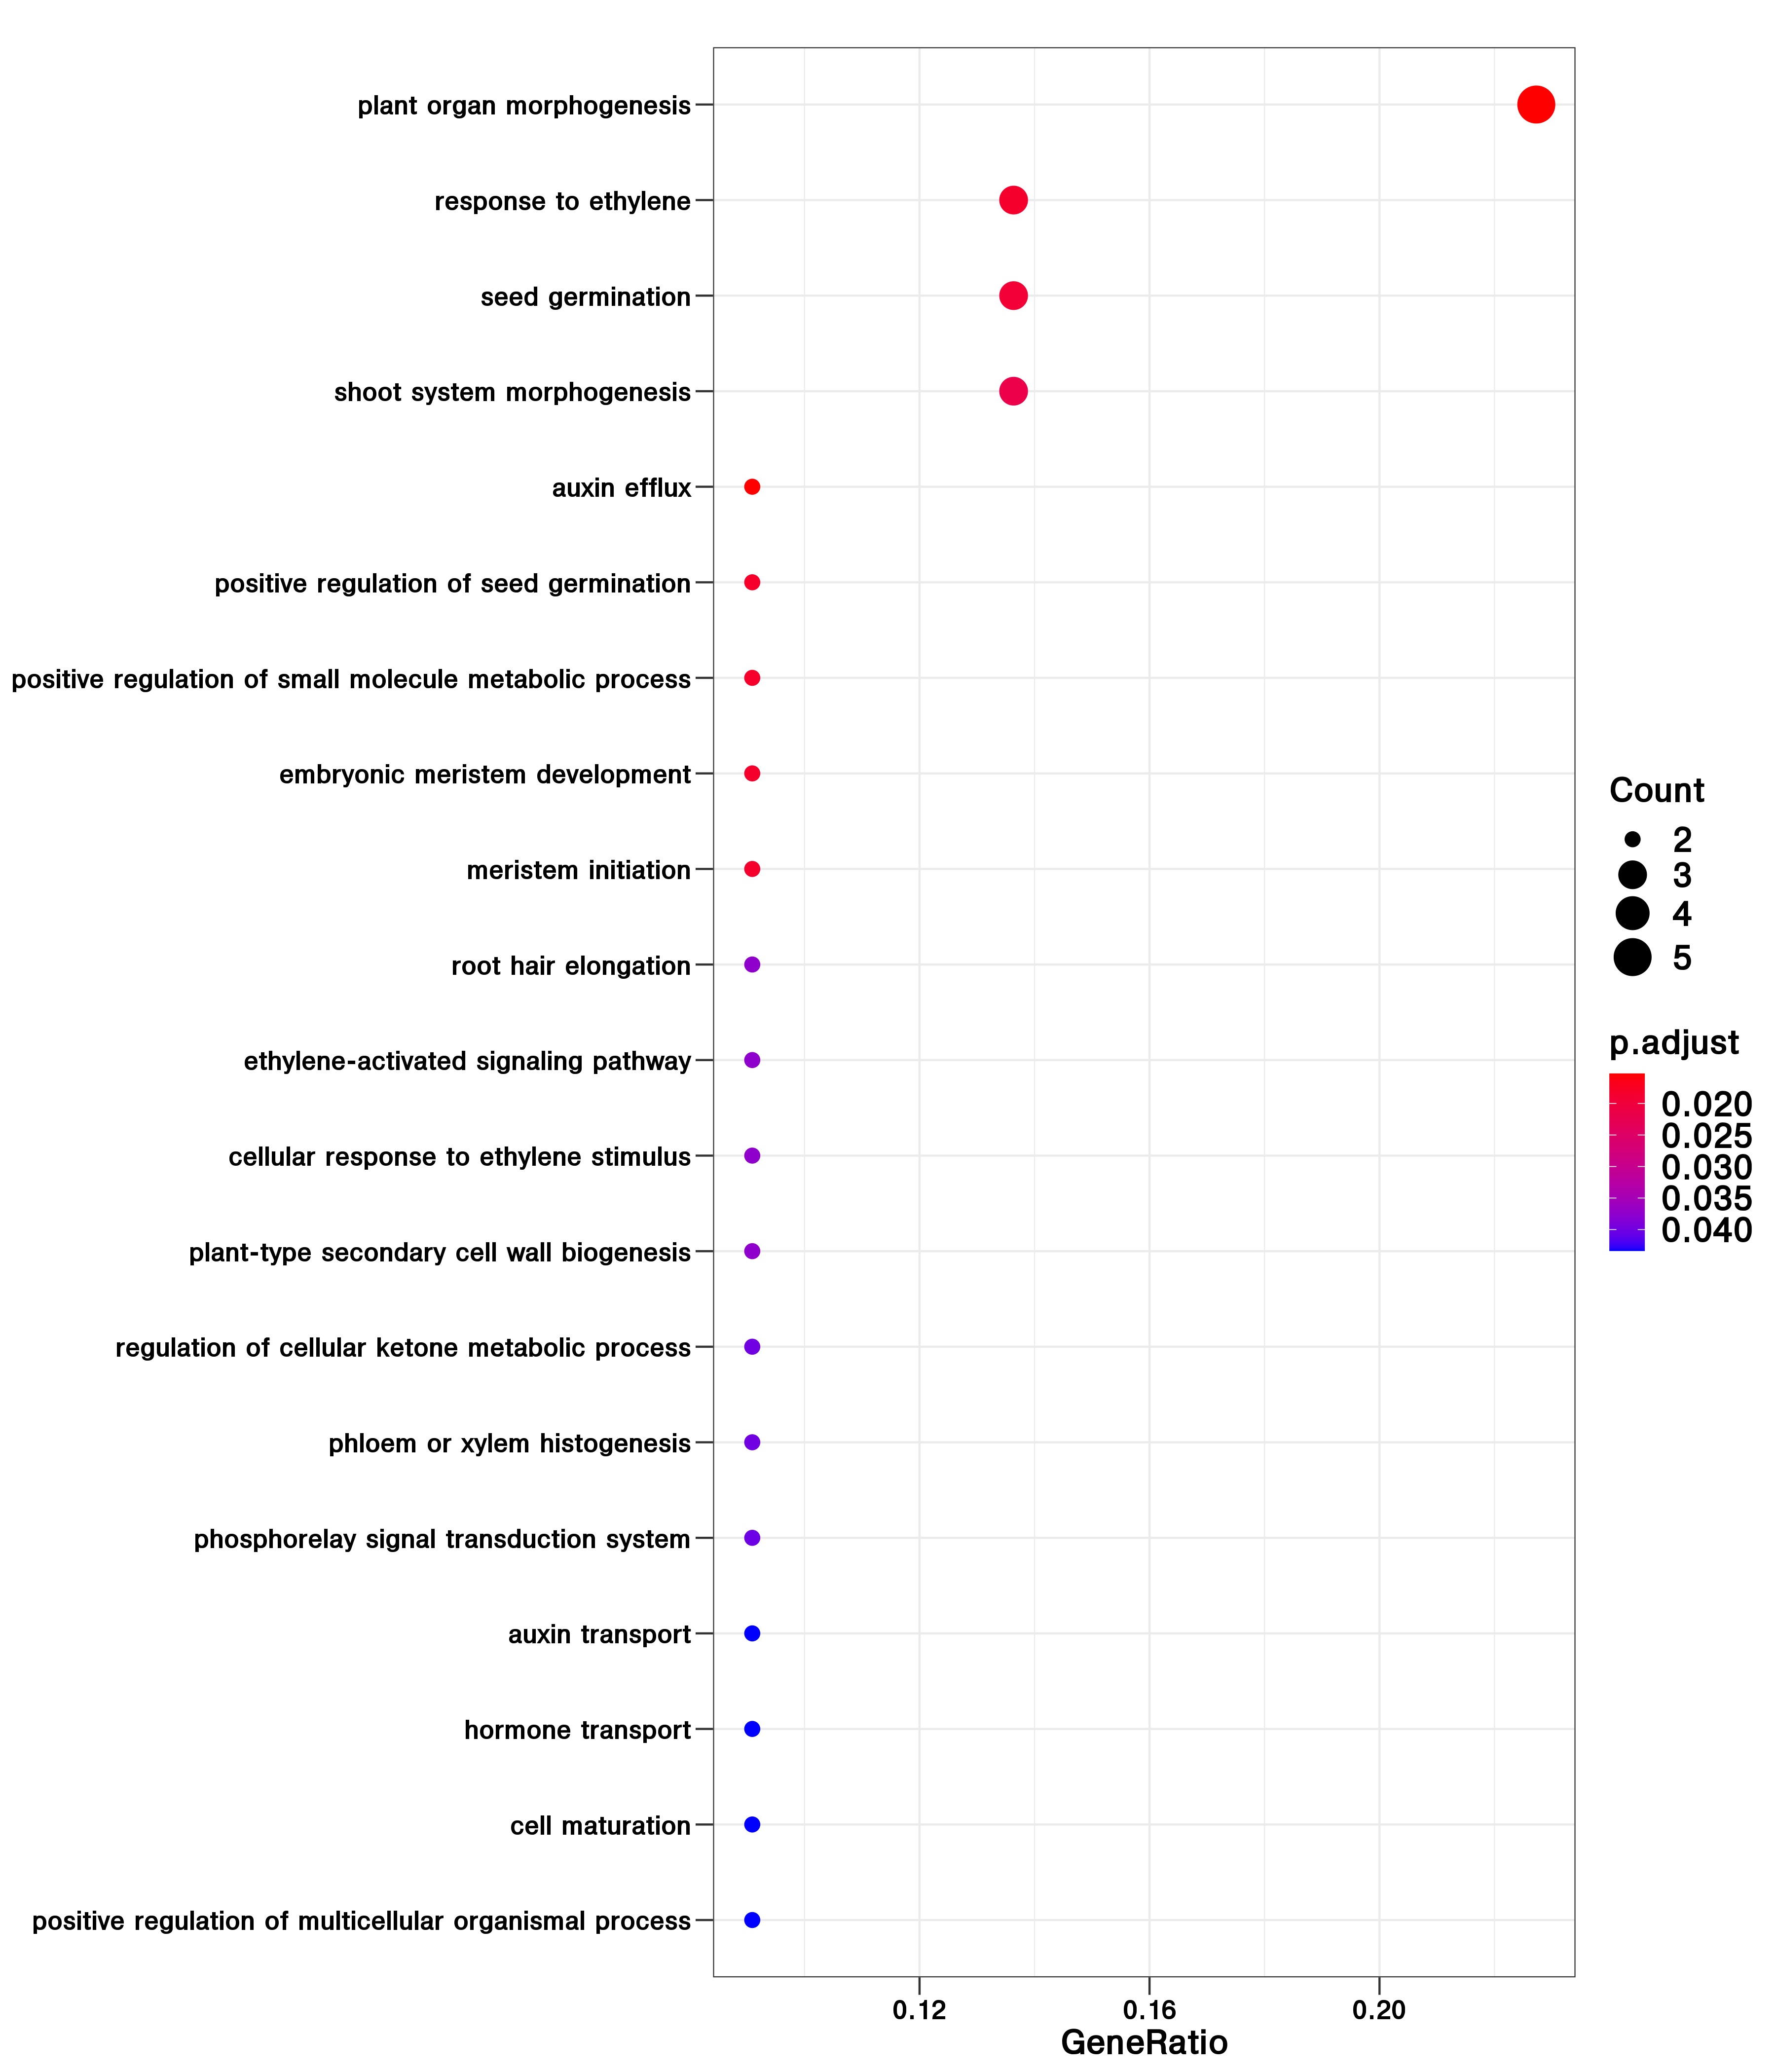 plant organ morphogenesis
response to ethylene
seed germination
shoot system morphogenesis
auxin efflux
positive regulation of seed germination
positive regulation of small molecule metabolic process
embryonic meristem development
meristem initiation
root hair elongation
ethylene-activated signaling pathway
cellular response to ethylene stimulus
plant-type secondary cell wall biogenesis
regulation of cellular ketone metabolic process
phloem or xylem histogenesis
phosphorelay signal transduction system
auxin transport
hormone transport
cell maturation
positive regulation of multicellular organismal process
0.12 0.16 0.20
GeneRatio
Count
2
3
4
5
p.adjust
0.020
0.025
0.030
0.035
0.040